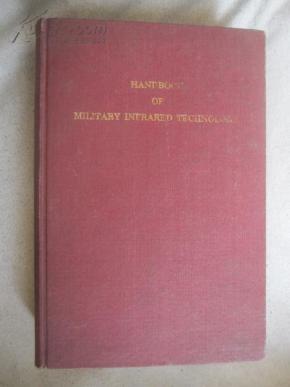 HANDBOOK
OF
MILITARY INFRARED TECHNOLOGY